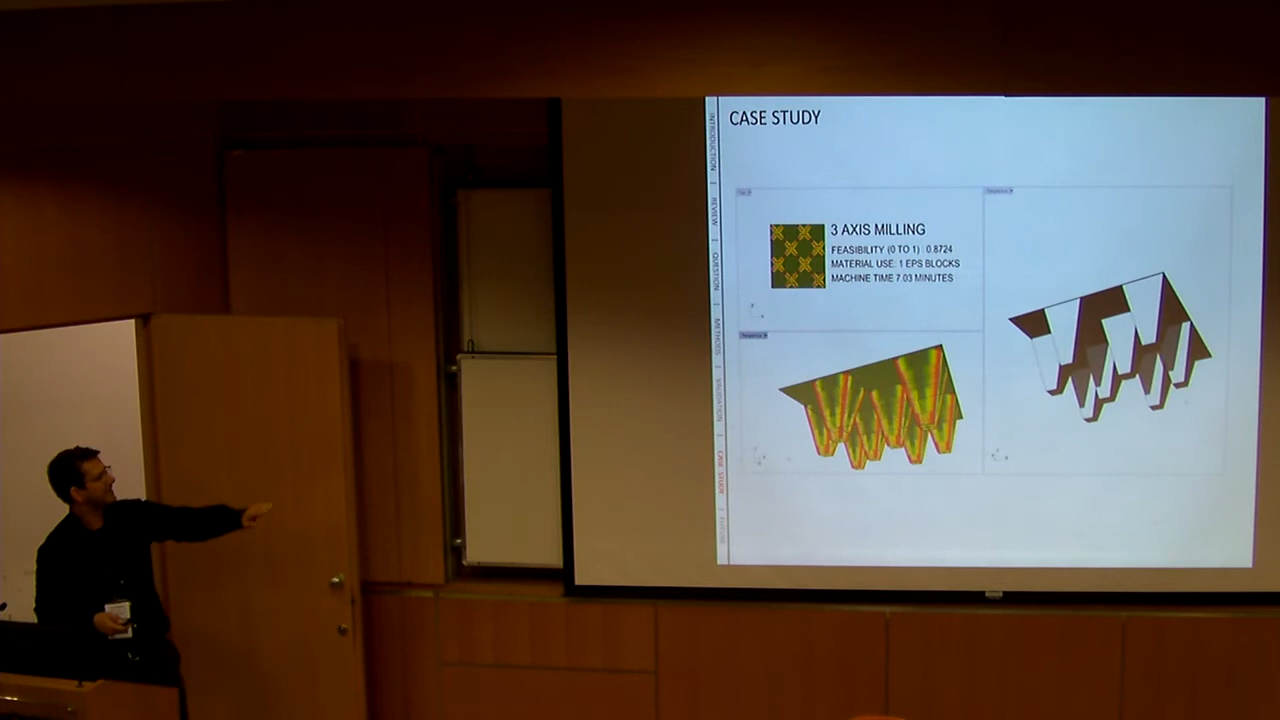 CASE STUDY
INTRODUCTION | REVIEW | QUESTION | METHODS | VALIDATION | CASE STUDY | FUTURE
3 AXIS MILLING
FEASIBILITY (0 TO 1) : 0.8724
MATERIAL USE: 1 EPS BLOCKS
MACHINE TIME 7.03 MINUTES